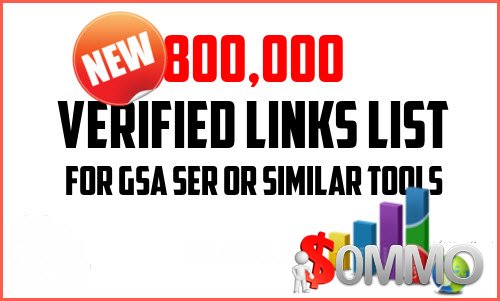 NEW
800,000
VERIFIED LINKS LIST
FOR GSA SER OR SIMILAR TOOLS
$OMMO